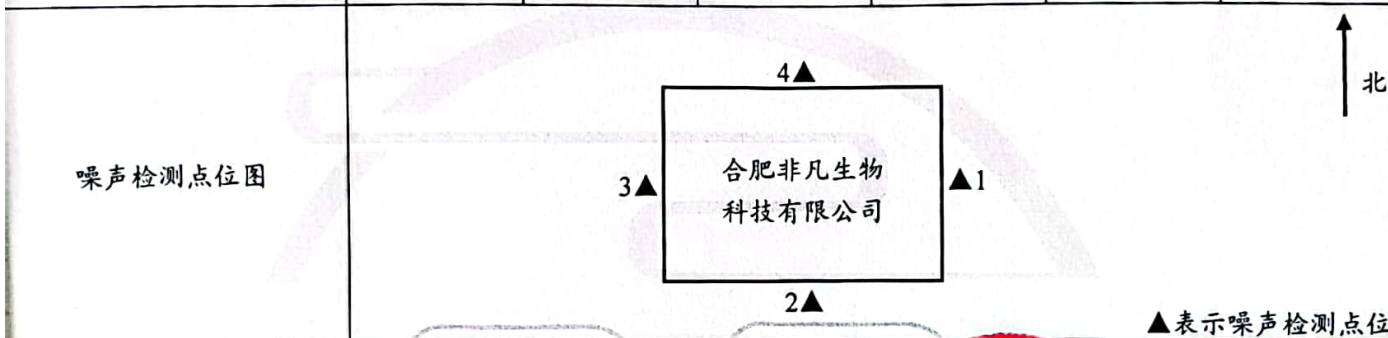 4▲
北
噪声检测点位图
合肥非凡生物
科技有限公司
3▲
▲1
2▲
▲表示噪声检测点位